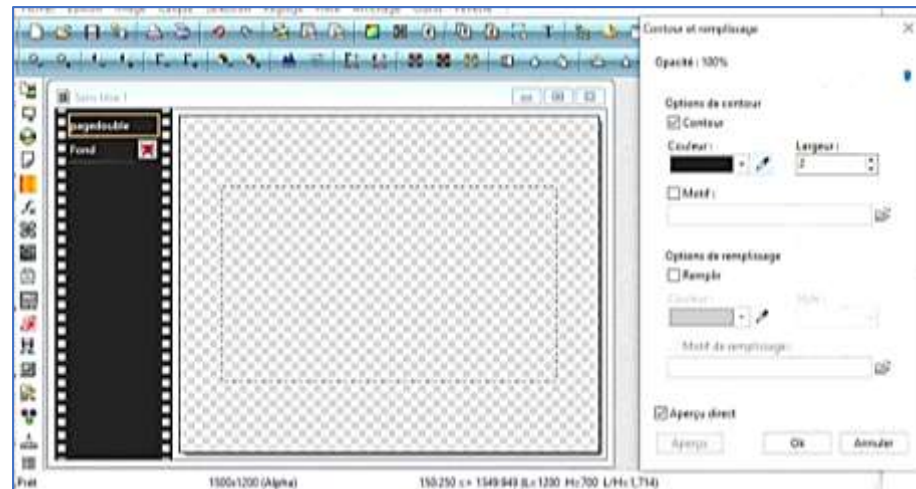 Contour et remplissage
Opacité : 100%
Options de contour
Contour
Couleur : Largeur :
2
Motif :
Options de remplissage
Remplir
Couleur : Style :
Motif de remplissage :
Aperçu direct
Aperçu Ok Annuler
Sans titre 1
pagedouble
Fond
Prêt 1500x1200 (Alpha)